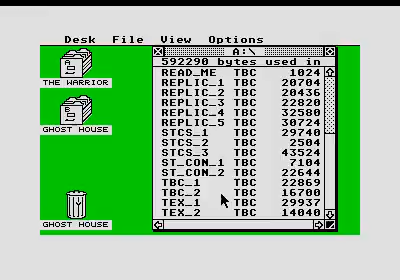 Desk File View Options
A:\
592290 bytes used in
READ_ME TBC 1024
REPLIC_1 TBC 20704
REPLIC_2 TBC 20436
REPLIC_3 TBC 22820
REPLIC_4 TBC 32580
REPLIC_5 TBC 30724
STCS_1 TBC 29740
STCS_2 TBC 2504
STCS_3 TBC 43524
ST_CON_1 TBC 7104
ST_CON_2 TBC 22644
TBC_1 TBC 22869
TBC_2 TBC 16700
TEX_1 TBC 29937
TEX_2 TBC 14040
A
THE WARRIOR
B
GHOST HOUSE
GHOST HOUSE